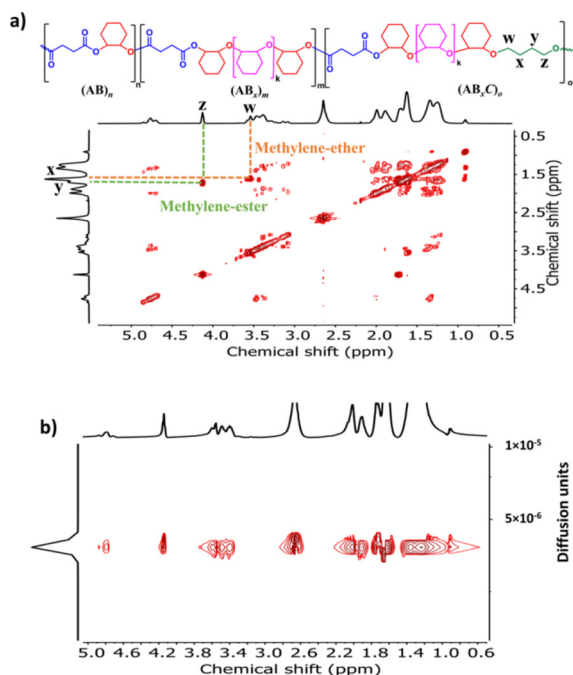 a)
O O O O O O O O O O O O O
n k m k o
w y
x z
(AB)n (ABx)m (ABxC)o
z w
x
y
Methylene-ether
Methylene-ester
0.5
1.5
2.5
3.5
4.5
Chemical shift (ppm)
5.0 4.5 4.0 3.5 3.0 2.5 2.0 1.5 1.0 0.5
Chemical shift (ppm)
b)
1×10-5
5×10-6
Diffusion units
5.0 4.8 4.2 3.6 3.0 2.6 2.2 1.8 1.4 1.0 0.6
Chemical shift (ppm)